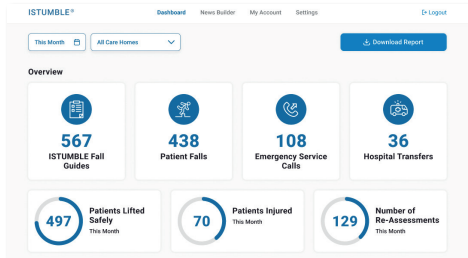 ISTUMBLE®
Dashboard News Builder My Account Settings
Logout
This Month
All Care Homes
Download Report
Overview
567
ISTUMBLE Fall
Guides
438
Patient Falls
108
Emergency Service
Calls
36
Hospital Transfers
497
Patients Lifted
Safely
This Month
70
Patients Injured
This Month
129
Number of
Re-Assessments
This Month